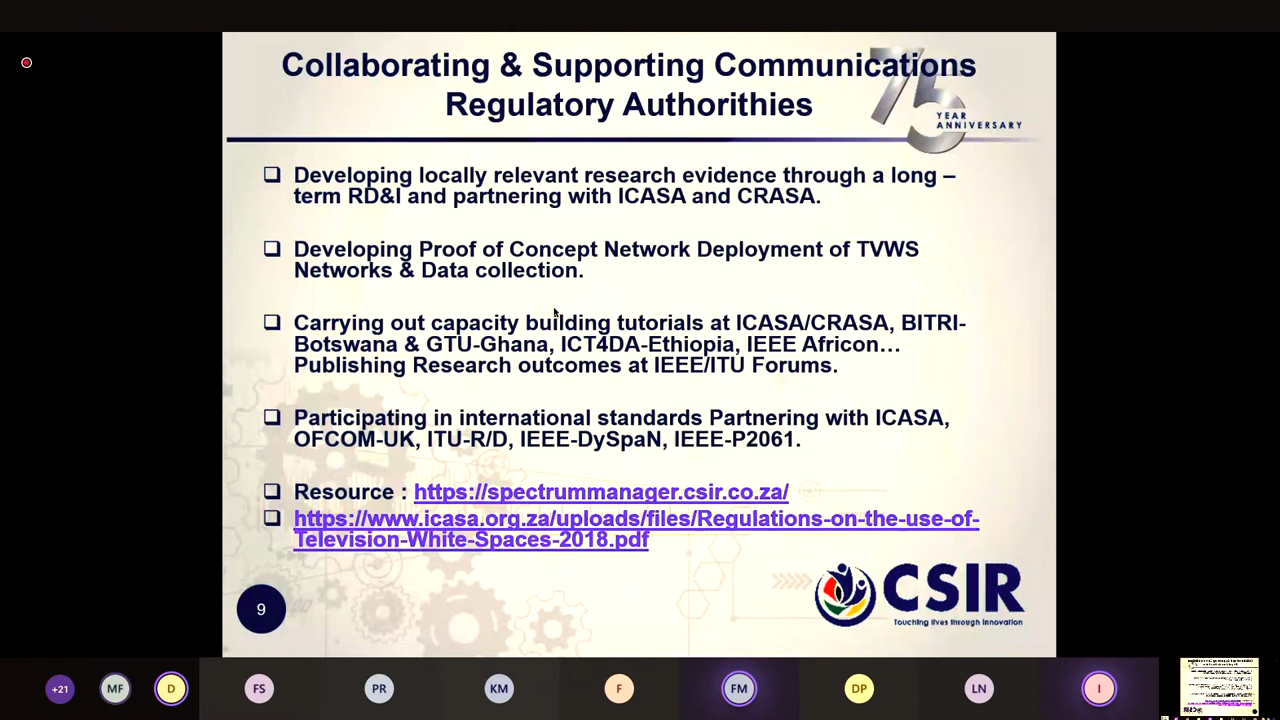 Collaborating & Supporting Communications
Regulatory Authorithies
75
YEAR
ANNIVERSARY
❑ Developing locally relevant research evidence through a long –
term RD&I and partnering with ICASA and CRASA.
❑ Developing Proof of Concept Network Deployment of TVWS
Networks & Data collection.
❑ Carrying out capacity building tutorials at ICASA/CRASA, BITRI-
Botswana & GTU-Ghana, ICT4DA-Ethiopia, IEEE Africon…
Publishing Research outcomes at IEEE/ITU Forums.
❑ Participating in international standards Partnering with ICASA,
OFCOM-UK, ITU-R/D, IEEE-DySpaN, IEEE-P2061.
❑ Resource : https://spectrummanager.csir.co.za/
❑ https://www.icasa.org.za/uploads/files/Regulations-on-the-use-of-
Television-White-Spaces-2018.pdf
9
CSIR
Touching lives through innovation
+21 MF D FS PR KM F FM DP LN I